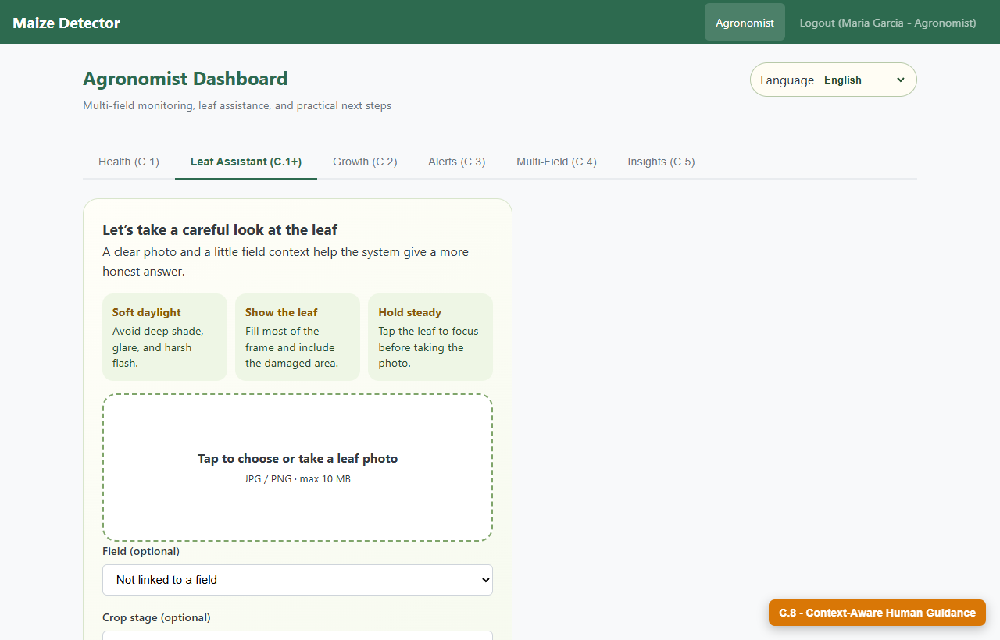 Maize Detector
Agronomist
Logout (Maria Garcia - Agronomist)
Agronomist Dashboard
Multi-field monitoring, leaf assistance, and practical next steps
Language English
Health (C.1)
Leaf Assistant (C.1+)
Growth (C.2)
Alerts (C.3)
Multi-Field (C.4)
Insights (C.5)
Let’s take a careful look at the leaf
A clear photo and a little field context help the system give a more
honest answer.
Soft daylight
Avoid deep shade,
glare, and harsh
flash.
Show the leaf
Fill most of the
frame and include
the damaged area.
Hold steady
Tap the leaf to focus
before taking the
photo.
Tap to choose or take a leaf photo
JPG / PNG · max 10 MB
Field (optional)
Not linked to a field
Crop stage (optional)
C.8 - Context-Aware Human Guidance